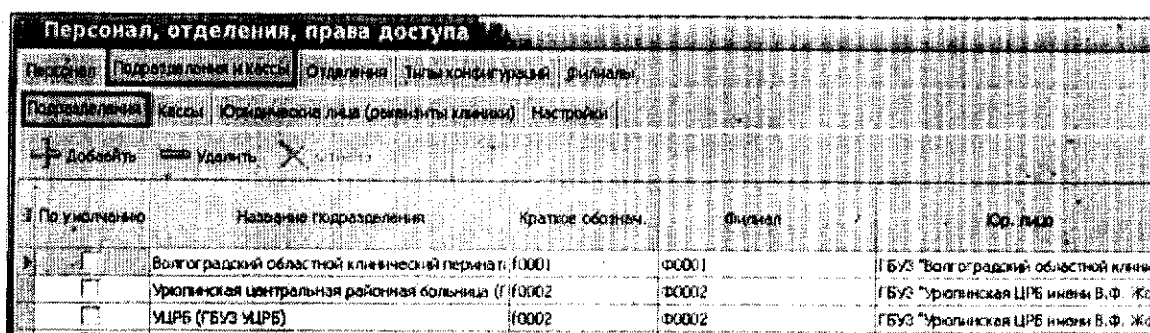 Персонал, отделения, права доступа
Персонал Подразделения и кассы Отделения Типы конфигураций Филиалы
Подразделения Кассы Юридические лица (реквизиты клиники) Настройки
Добавить Удалить
По умолчанию Название подразделения Краткое обознач. Филиал Юр. лицо
Волгоградский областной клинический перинат f0001 Ф0001 ГБУЗ "Волгоградский областной клини
Урюпинская центральная районная больница (Г f0002 Ф0002 ГБУЗ "Урюпинская ЦРБ имени В.Ф. Жо
УЦРБ (ГБУЗ УЦРБ) f0002 Ф0002 ГБУЗ "Урюпинская ЦРБ имени В.Ф. Жо